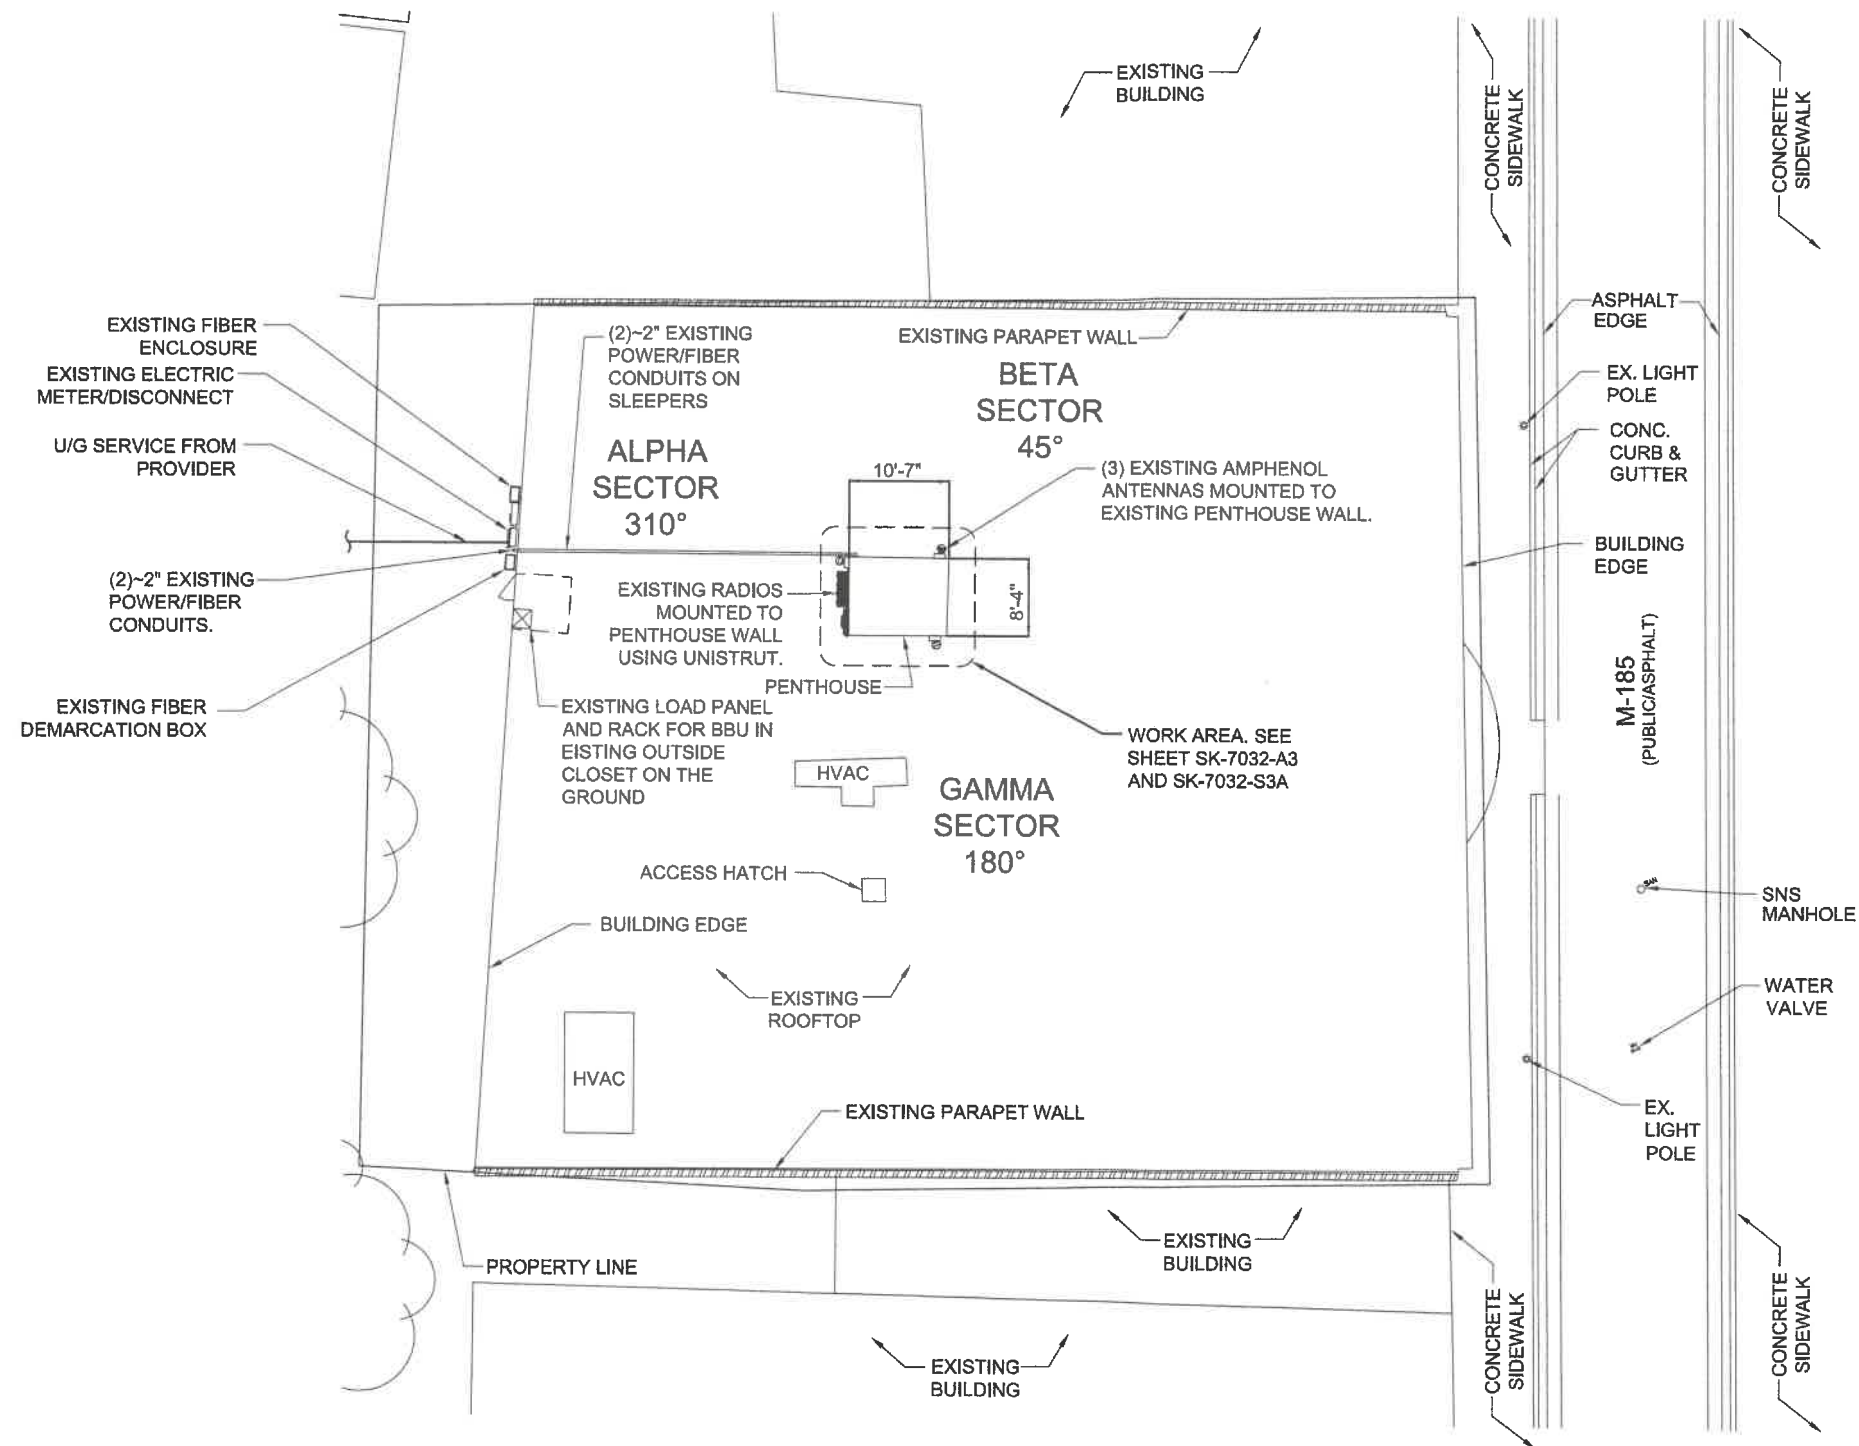 EXISTING
BUILDING
CONCRETE
SIDEWALK
CONCRETE
SIDEWALK
EXISTING FIBER
ENCLOSURE
EXISTING ELECTRIC
METER/DISCONNECT
U/G SERVICE FROM
PROVIDER
(2)~2" EXISTING
POWER/FIBER
CONDUITS.
EXISTING FIBER
DEMARCATION BOX
(2)~2" EXISTING
POWER/FIBER
CONDUITS ON
SLEEPERS
EXISTING PARAPET WALL
ALPHA
SECTOR
310°
BETA
SECTOR
45°
10'-7"
8'-4"
(3) EXISTING AMPHENOL
ANTENNAS MOUNTED TO
EXISTING PENTHOUSE WALL.
EXISTING RADIOS
MOUNTED TO
PENTHOUSE WALL
USING UNISTRUT.
PENTHOUSE
EXISTING LOAD PANEL
AND RACK FOR BBU IN
EISTING OUTSIDE
CLOSET ON THE
GROUND
WORK AREA. SEE
SHEET SK-7032-A3
AND SK-7032-S3A
HVAC
GAMMA
SECTOR
180°
ACCESS HATCH
BUILDING EDGE
EXISTING
ROOFTOP
HVAC
EXISTING PARAPET WALL
PROPERTY LINE
EXISTING
BUILDING
EXISTING
BUILDING
ASPHALT
EDGE
EX. LIGHT
POLE
CONC.
CURB &
GUTTER
BUILDING
EDGE
M-185
(PUBLIC/ASPHALT)
SAN
SNS
MANHOLE
WATER
VALVE
EX.
LIGHT
POLE
CONCRETE
SIDEWALK
CONCRETE
SIDEWALK